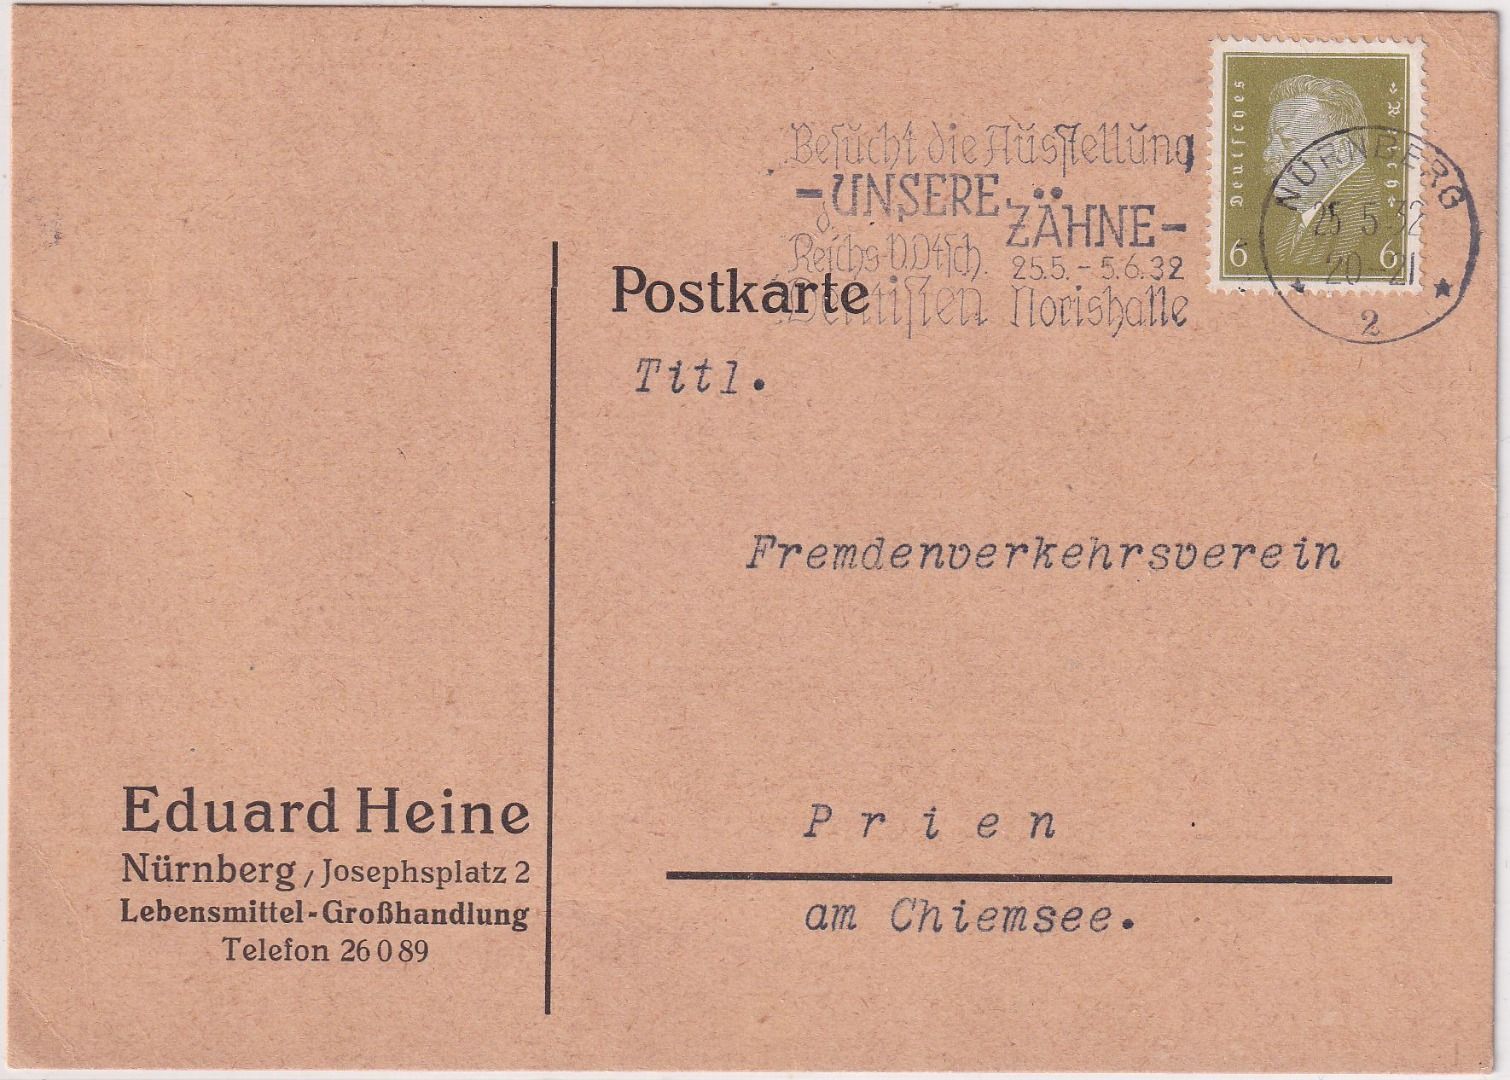 Deutsches Reich
6 6
NÜRNBERG
25 5 32
20-21
2
Beſucht die Ausſtellung
-UNSERE ZÄHNE-
d. Reichs-V. Dtſch. 25.5.-5.6.32
Dentiſten Norishalle
Postkarte
Titl.
Fremdenverkehrsverein
Prien
am Chiemsee.
Eduard Heine
Nürnberg / Josephsplatz 2
Lebensmittel-Großhandlung
Telefon 26089